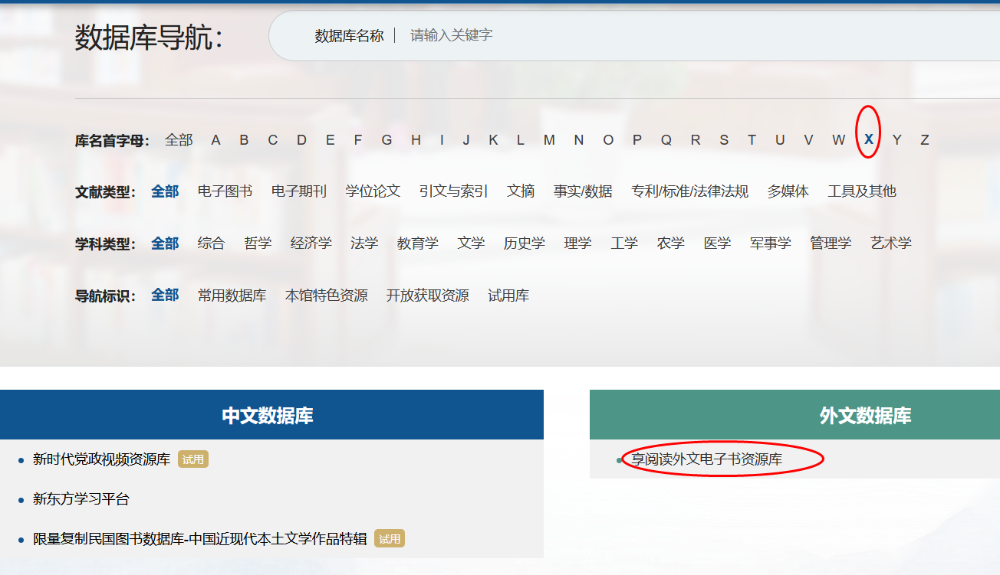 数据库导航：
数据库名称 | 请输入关键字
库名首字母： 全部 A B C D E F G H I J K L M N O P Q R S T U V W X Y Z
文献类型： 全部 电子图书 电子期刊 学位论文 引文与索引 文摘 事实/数据 专利/标准/法律法规 多媒体 工具及其他
学科类型： 全部 综合 哲学 经济学 法学 教育学 文学 历史学 理学 工学 农学 医学 军事学 管理学 艺术学
导航标识： 全部 常用数据库 本馆特色资源 开放获取资源 试用库
中文数据库
新时代党政视频资源库 试用
新东方学习平台
限量复制民国图书数据库-中国近现代本土文学作品特辑 试用
外文数据库
享阅读外文电子书资源库